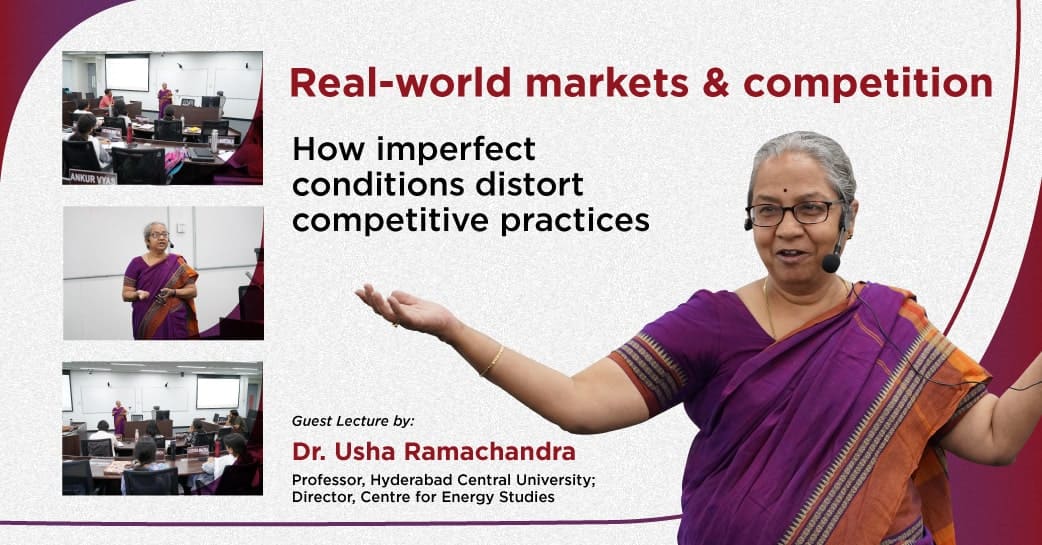 Real-world markets & competition
How imperfect
conditions distort
competitive practices
ANKUR VYAS
Guest Lecture by:
Dr. Usha Ramachandra
Professor, Hyderabad Central University;
Director, Centre for Energy Studies